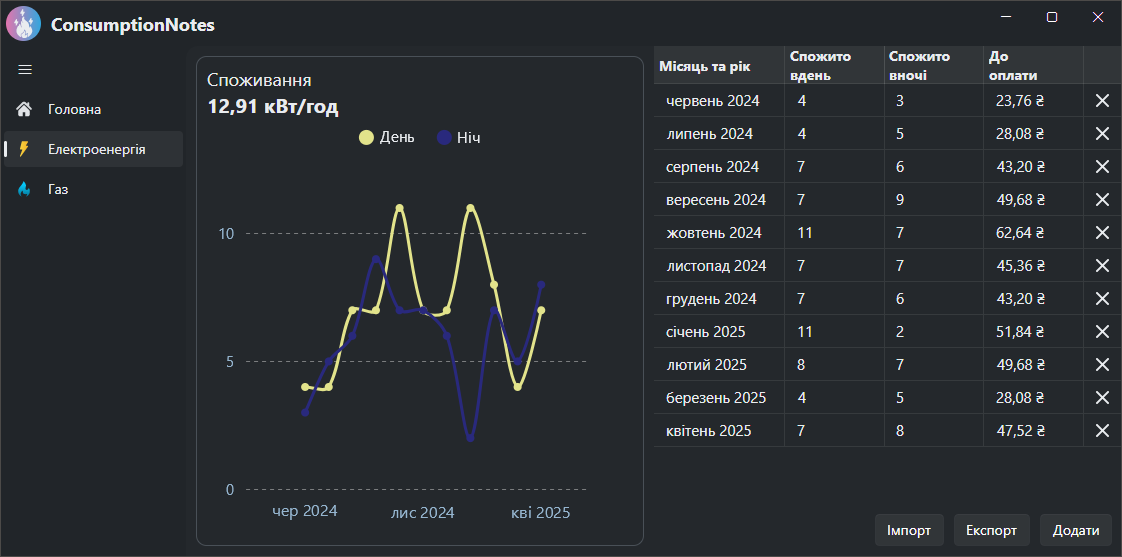 ConsumptionNotes
Головна
Електроенергія
Газ
Споживання
12,91 кВт/год
День Ніч
10
5
0
чер 2024 лис 2024 кві 2025
Місяць та рік Спожито вдень Спожито вночі До оплати
червень 2024 4 3 23,76 ₴
липень 2024 4 5 28,08 ₴
серпень 2024 7 6 43,20 ₴
вересень 2024 7 9 49,68 ₴
жовтень 2024 11 7 62,64 ₴
листопад 2024 7 7 45,36 ₴
грудень 2024 7 6 43,20 ₴
січень 2025 11 2 51,84 ₴
лютий 2025 8 7 49,68 ₴
березень 2025 4 5 28,08 ₴
квітень 2025 7 8 47,52 ₴
Імпорт Експорт Додати